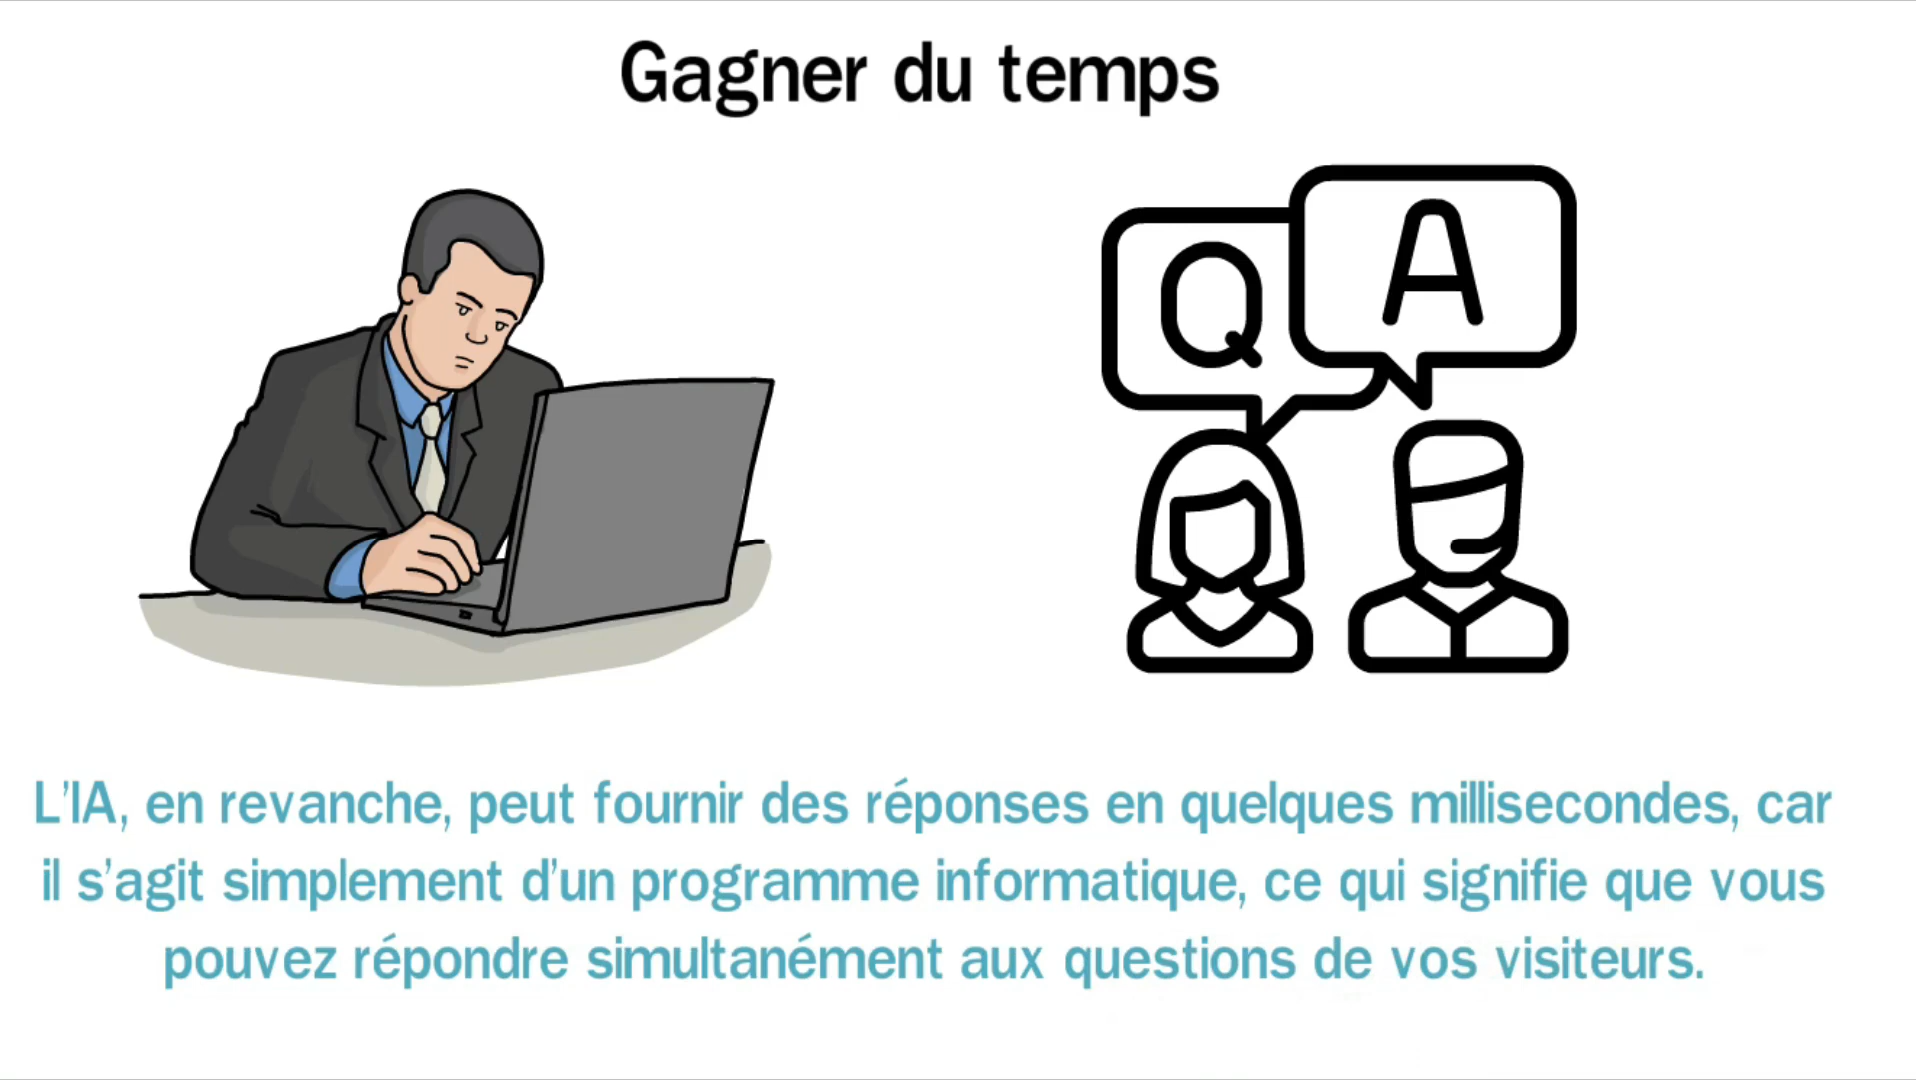 Gagner du temps
Q
A
L'IA, en revanche, peut fournir des réponses en quelques millisecondes, car
il s'agit simplement d'un programme informatique, ce qui signifie que vous
pouvez répondre simultanément aux questions de vos visiteurs.